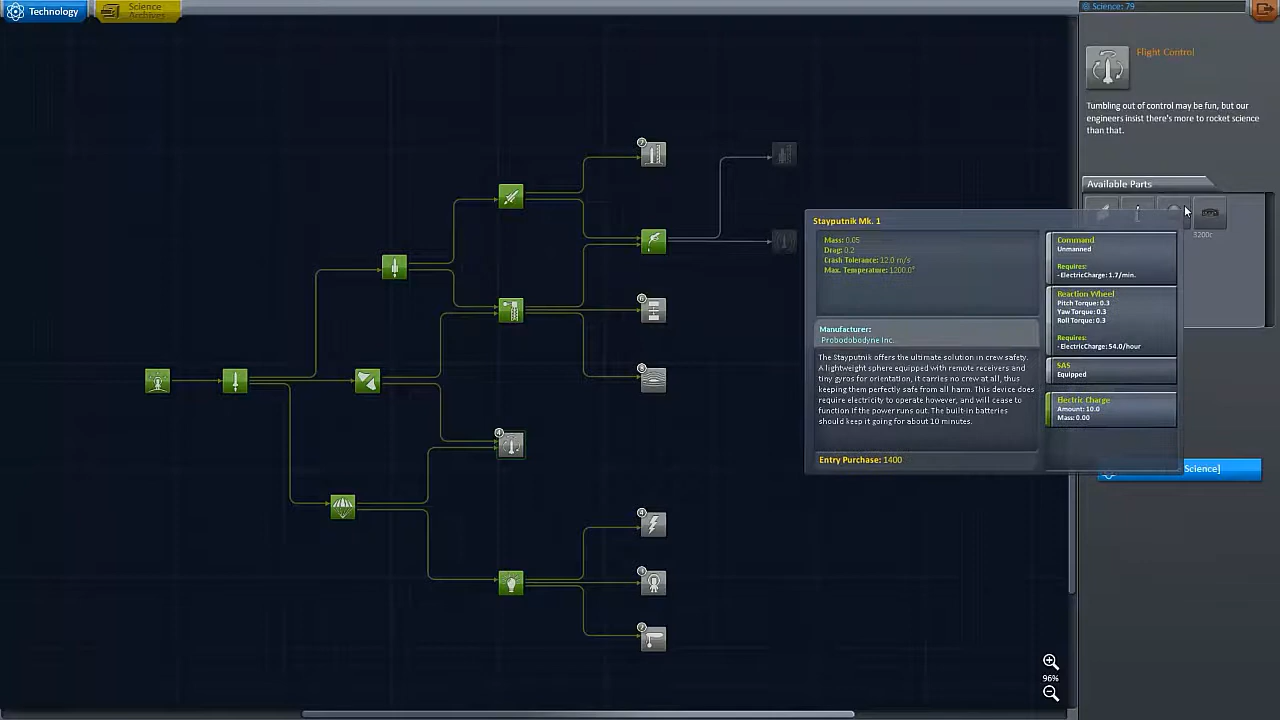 Technology
Science
Archives
Science: 79
Flight Control
Tumbling out of control may be fun, but our
engineers insist there's more to rocket science
than that.
Available Parts
3200c
Stayputnik Mk. 1
Mass: 0.05
Drag: 0.2
Crash Tolerance: 12.0 m/s
Max. Temperature: 1200.0°
Manufacturer:
Probodobodyne Inc.
The Stayputnik offers the ultimate solution in crew safety.
A lightweight sphere equipped with remote receivers and
tiny gyros for orientation, it carries no crew at all, thus
keeping them perfectly safe from all harm. This device does
require electricity to operate however, and will cease to
function if the power runs out. The built-in batteries
should keep it going for about 10 minutes.
Entry Purchase: 1400
Command
Unmanned
Requires:
- ElectricCharge: 1.7/min.
Reaction Wheel
Pitch Torque: 0.3
Yaw Torque: 0.3
Roll Torque: 0.3
Requires:
- ElectricCharge: 54.0/hour
SAS
Equipped
Electric Charge
Amount: 10.0
Mass: 0.00
Science]
4
4
6
96%